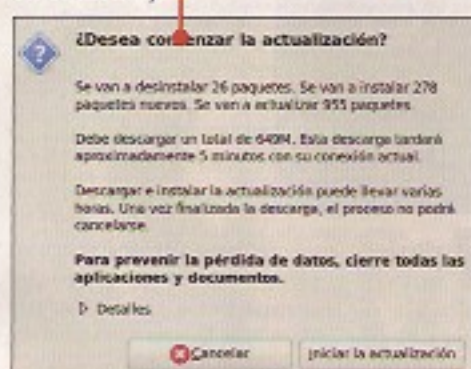 ¿Desea comenzar la actualización?
Se van a desinstalar 26 paquetes. Se van a instalar 278
paquetes nuevos. Se van a actualizar 955 paquetes.
Debe descargar un total de 649M. Esta descarga tardará
aproximadamente 5 minutos con su conexión actual.
Descargar e instalar la actualización puede llevar varias
horas. Una vez finalizada la descarga, el proceso no podrá
cancelarse.
Para prevenir la pérdida de datos, cierre todas las
aplicaciones y documentos.
Detalles
Cancelar
Iniciar la actualización